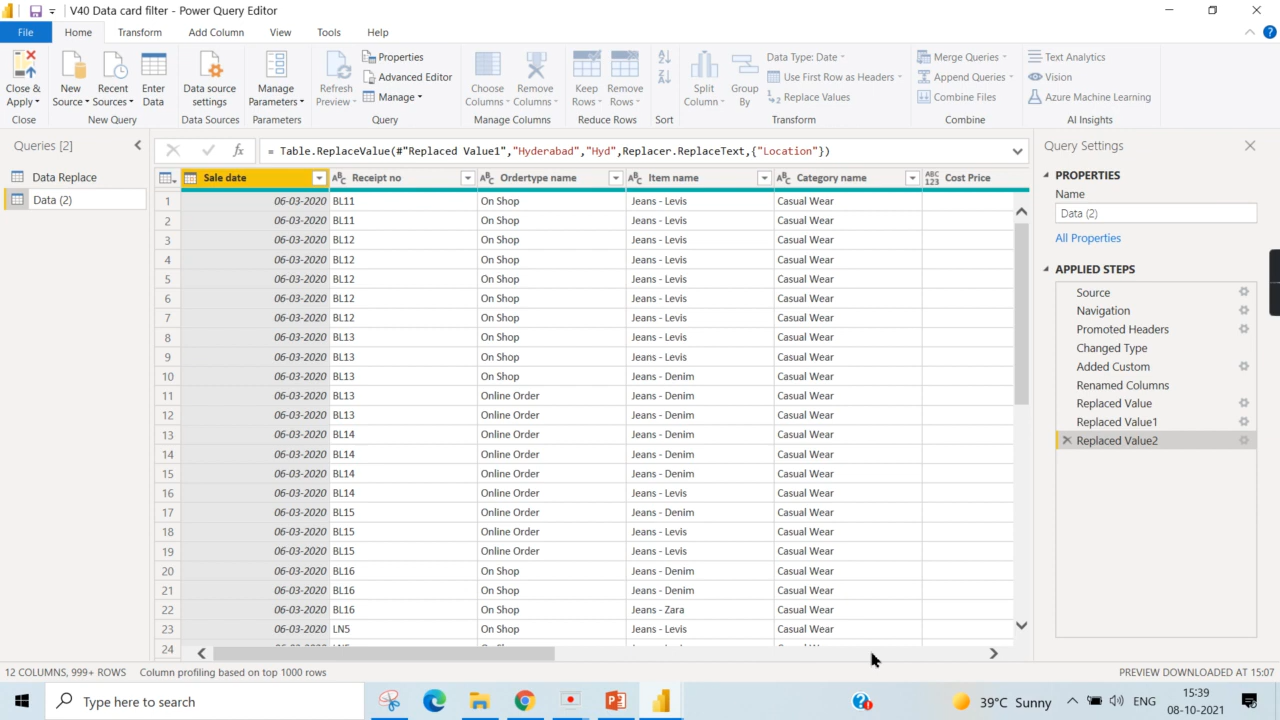 V40 Data card filter - Power Query Editor
File Home Transform Add Column View Tools Help
Close & Apply
New Source
Recent Sources
Enter Data
Data source settings
Manage Parameters
Refresh Preview
Properties
Advanced Editor
Manage
Choose Columns
Remove Columns
Keep Rows
Remove Rows
Split Column
Group By
Data Type: Date
Use First Row as Headers
Replace Values
Merge Queries
Append Queries
Combine Files
Text Analytics
Vision
Azure Machine Learning
Close New Query Data Sources Parameters Query Manage Columns Reduce Rows Sort Transform Combine AI Insights
Queries [2]
Data Replace
Data (2)
fx = Table.ReplaceValue(#"Replaced Value1","Hyderabad","Hyd",Replacer.ReplaceText,{"Location"})
Sale date ABC Receipt no ABC Ordertype name ABC Item name ABC Category name ABC 123 Cost Price
1 06-03-2020 BL11 On Shop Jeans - Levis Casual Wear
2 06-03-2020 BL11 On Shop Jeans - Levis Casual Wear
3 06-03-2020 BL12 On Shop Jeans - Levis Casual Wear
4 06-03-2020 BL12 On Shop Jeans - Levis Casual Wear
5 06-03-2020 BL12 On Shop Jeans - Levis Casual Wear
6 06-03-2020 BL12 On Shop Jeans - Levis Casual Wear
7 06-03-2020 BL12 On Shop Jeans - Levis Casual Wear
8 06-03-2020 BL13 On Shop Jeans - Levis Casual Wear
9 06-03-2020 BL13 On Shop Jeans - Levis Casual Wear
10 06-03-2020 BL13 On Shop Jeans - Denim Casual Wear
11 06-03-2020 BL13 Online Order Jeans - Denim Casual Wear
12 06-03-2020 BL13 Online Order Jeans - Denim Casual Wear
13 06-03-2020 BL14 Online Order Jeans - Denim Casual Wear
14 06-03-2020 BL14 Online Order Jeans - Denim Casual Wear
15 06-03-2020 BL14 Online Order Jeans - Denim Casual Wear
16 06-03-2020 BL14 Online Order Jeans - Levis Casual Wear
17 06-03-2020 BL15 Online Order Jeans - Denim Casual Wear
18 06-03-2020 BL15 Online Order Jeans - Levis Casual Wear
19 06-03-2020 BL15 Online Order Jeans - Levis Casual Wear
20 06-03-2020 BL16 On Shop Jeans - Denim Casual Wear
21 06-03-2020 BL16 On Shop Jeans - Denim Casual Wear
22 06-03-2020 BL16 On Shop Jeans - Zara Casual Wear
23 06-03-2020 LN5 On Shop Jeans - Levis Casual Wear
24
Query Settings
PROPERTIES
Name
Data (2)
All Properties
APPLIED STEPS
Source
Navigation
Promoted Headers
Changed Type
Added Custom
Renamed Columns
Replaced Value
Replaced Value1
Replaced Value2
12 COLUMNS, 999+ ROWS Column profiling based on top 1000 rows PREVIEW DOWNLOADED AT 15:07
Type here to search
39°C Sunny
ENG
15:39
08-10-2021